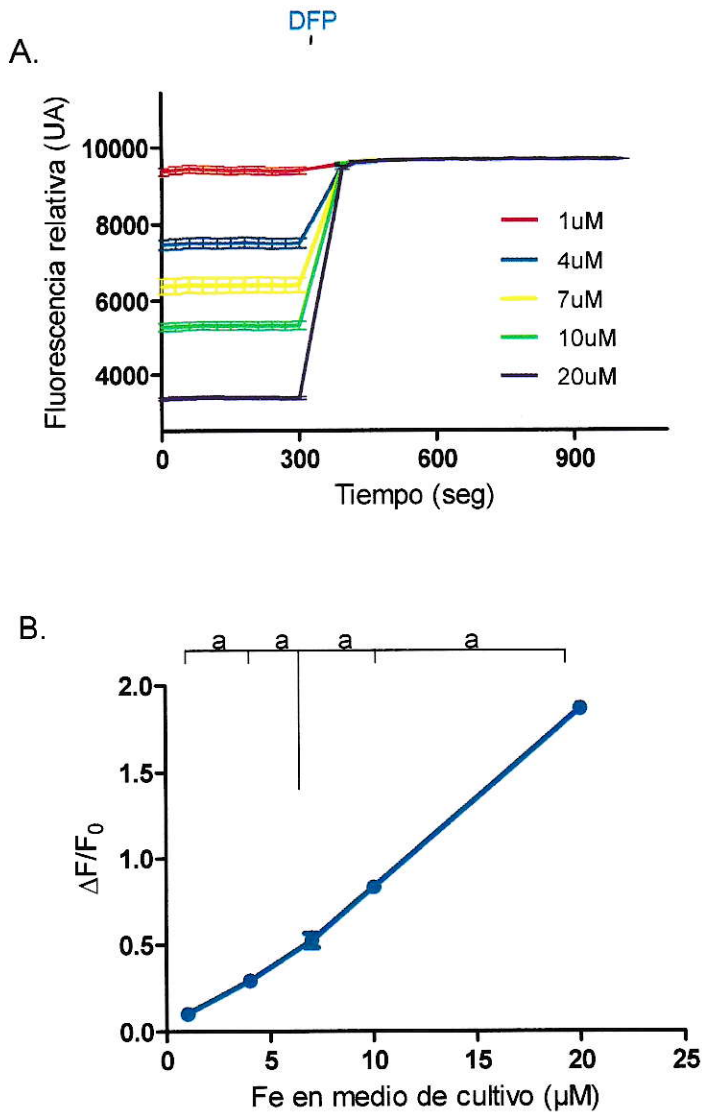 DFP
A.
Fluorescencia relativa (UA)
10000
8000
6000
4000
1uM
4uM
7uM
10uM
20uM
0
300
600
900
Tiempo (seg)
B.
a
a
a
a
ΔF/F0
2.0
1.5
1.0
0.5
0.0
0
5
10
15
20
25
Fe en medio de cultivo (µM)